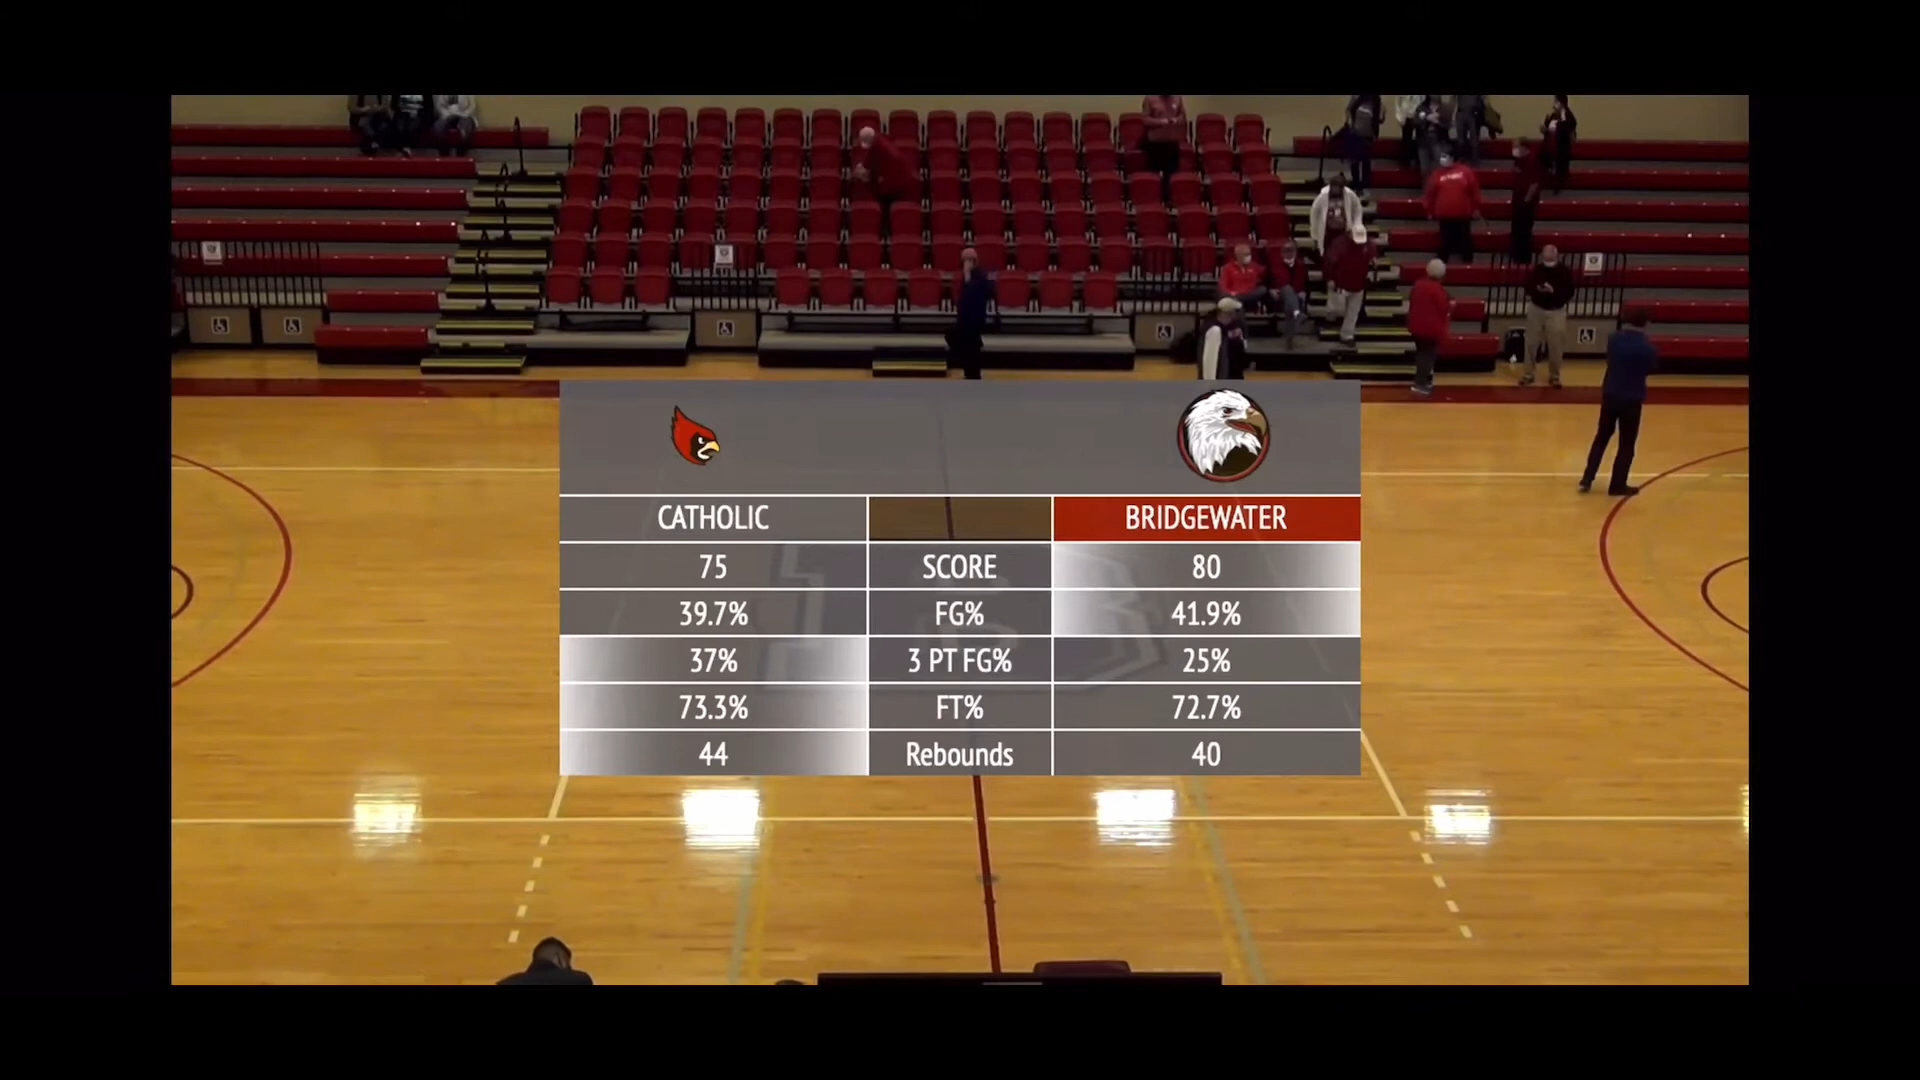 CATHOLIC BRIDGEWATER
75 SCORE 80
39.7% FG% 41.9%
37% 3 PT FG% 25%
73.3% FT% 72.7%
44 Rebounds 40